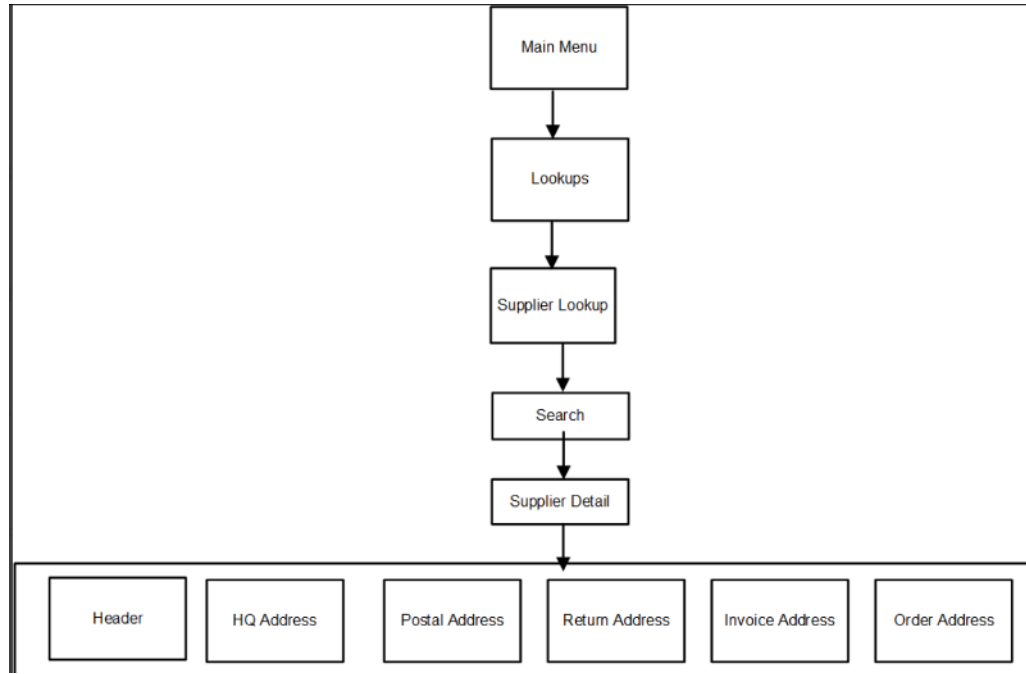 Main Menu
Lookups
Supplier Lookup
Search
Supplier Detail
Header
HQ Address
Postal Address
Return Address
Invoice Address
Order Address